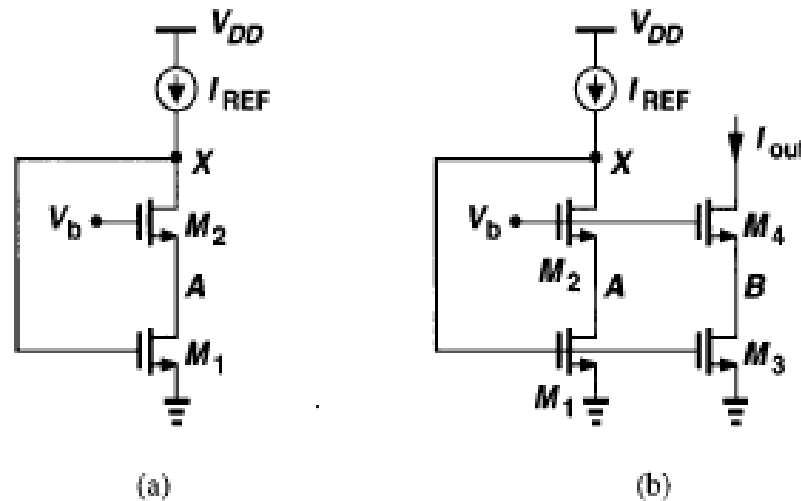 V_DD
I_REF
X
V_b
M_2
A
M_1
(a)
V_DD
I_REF
I_out
X
V_b
M_2
M_4
A
B
M_1
M_3
(b)